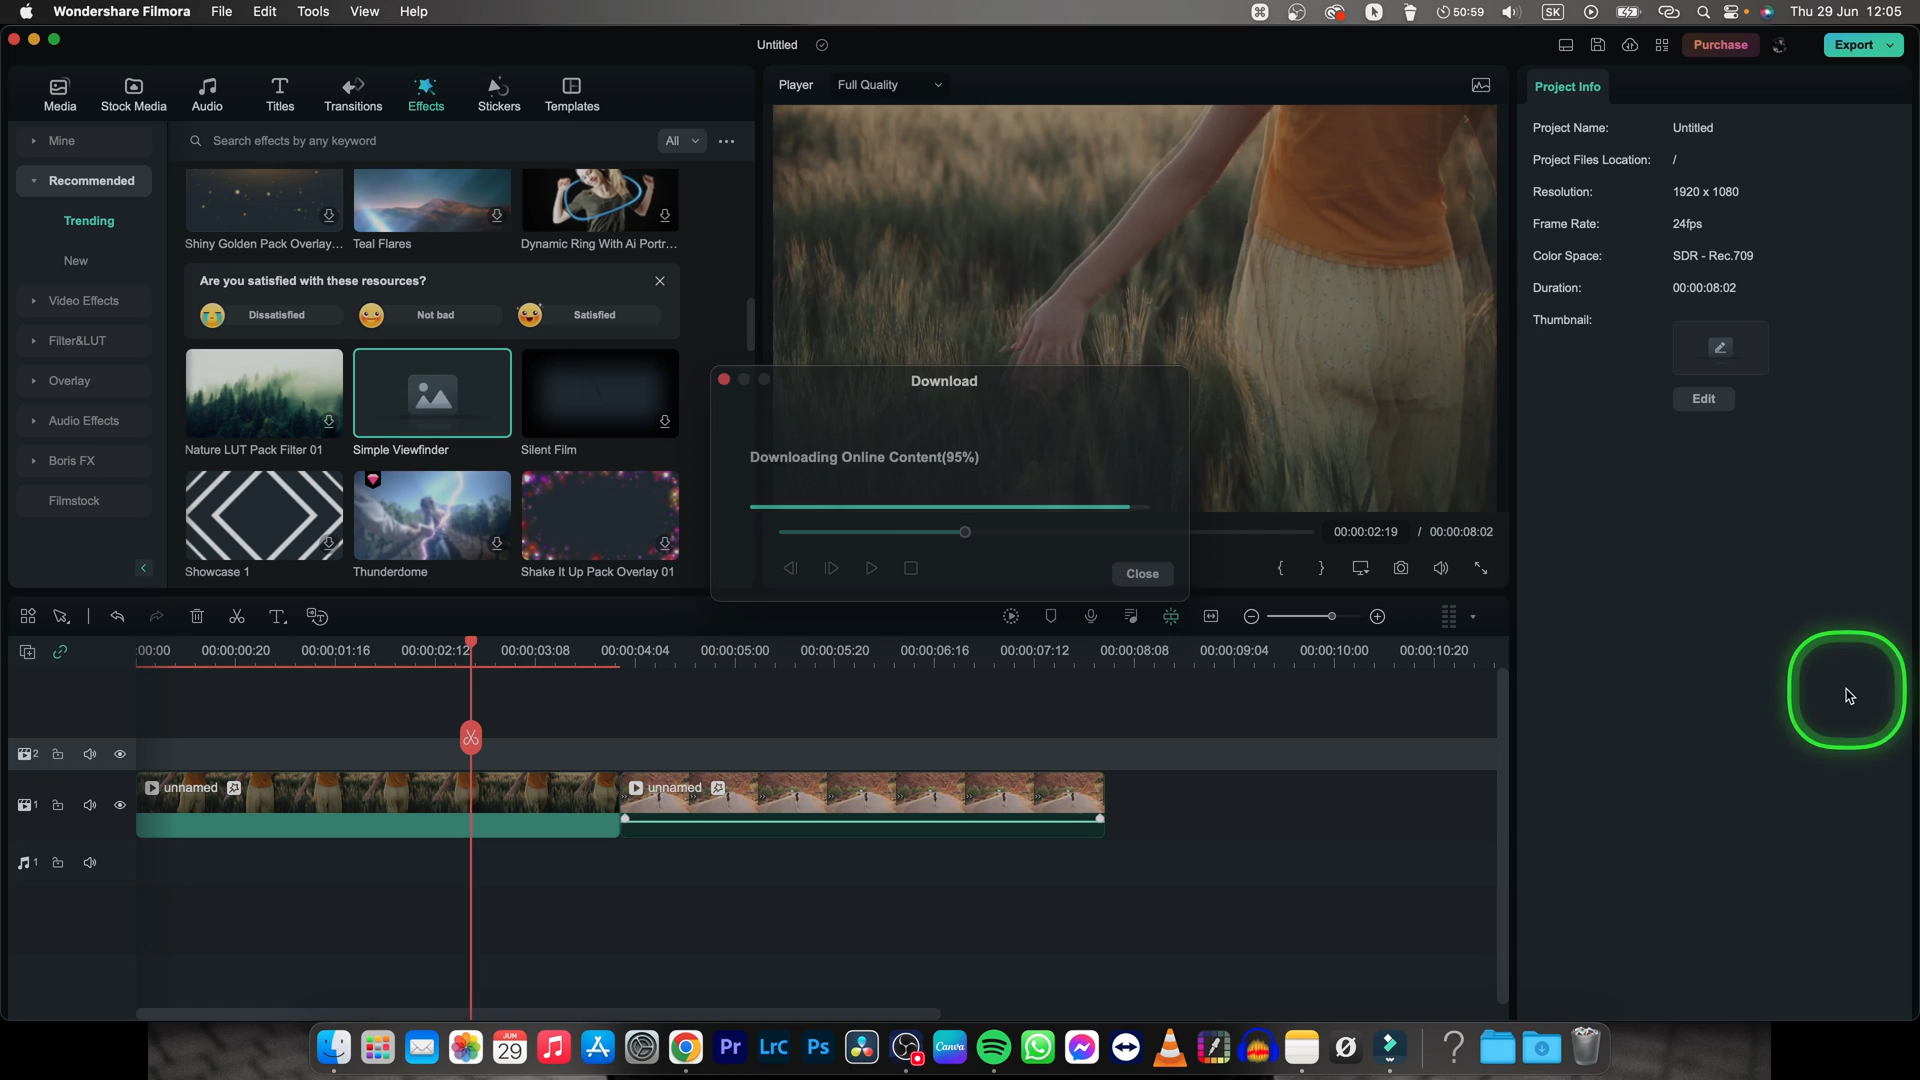 Wondershare Filmora File Edit Tools View Help
50:59 SK Thu 29 Jun 12:05
Untitled
Purchase Export
Media Stock Media Audio Titles Transitions Effects Stickers Templates
Player Full Quality
Project Info
Mine
Search effects by any keyword All
Recommended
Trending
New
Video Effects
Filter&LUT
Overlay
Audio Effects
Boris FX
Filmstock
Shiny Golden Pack Overlay... Teal Flares Dynamic Ring With Ai Portr...
Are you satisfied with these resources?
Dissatisfied Not bad Satisfied
Nature LUT Pack Filter 01 Simple Viewfinder Silent Film
Showcase 1 Thunderdome Shake It Up Pack Overlay 01
Download
Downloading Online Content(95%)
Close
00:00:02:19 / 00:00:08:02
Project Name: Untitled
Project Files Location: /
Resolution: 1920 x 1080
Frame Rate: 24fps
Color Space: SDR - Rec.709
Duration: 00:00:08:02
Thumbnail:
Edit
:00:00 00:00:00:20 00:00:01:16 00:00:02:12 00:00:03:08 00:00:04:04 00:00:05:00 00:00:05:20 00:00:06:16 00:00:07:12 00:00:08:08 00:00:09:04 00:00:10:00 00:00:10:20
2
1 unnamed unnamed
1
JUN
29
Pr LrC Ps Canva